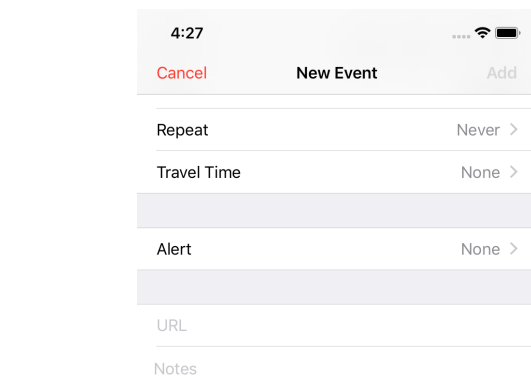 4:27
Cancel New Event Add
Repeat Never
Travel Time None
Alert None
URL
Notes